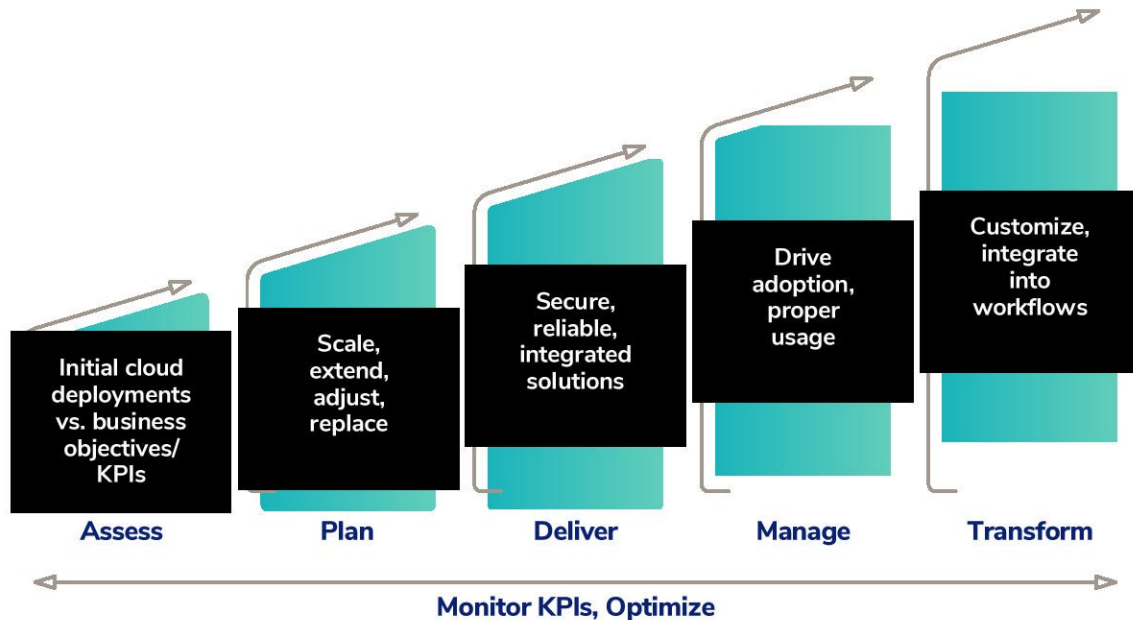 Initial cloud
deployments
vs. business
objectives/
KPIs
Scale,
extend,
adjust,
replace
Secure,
reliable,
integrated
solutions
Drive
adoption,
proper
usage
Customize,
integrate
into
workflows
Assess
Plan
Deliver
Manage
Transform
Monitor KPIs, Optimize